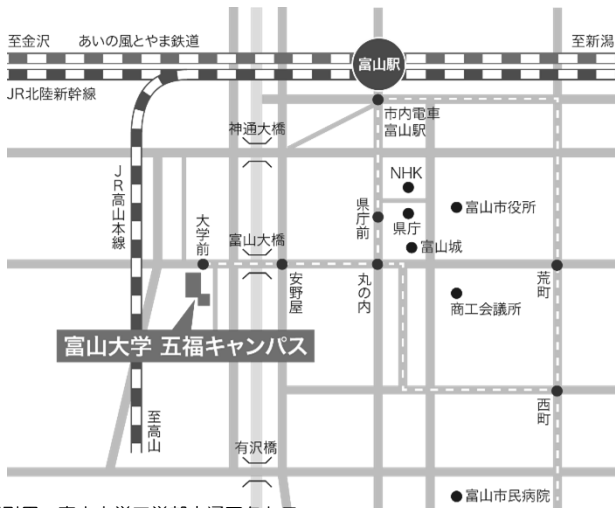 至金沢
あいの風とやま鉄道
富山駅
至新潟
JR北陸新幹線
市内電車
富山駅
神通大橋
JR高山本線
NHK
大学前
富山大橋
県庁前
県庁
富山市役所
富山城
安野屋
丸の内
荒町
商工会議所
富山大学 五福キャンパス
至高山
西町
有沢橋
富山市民病院